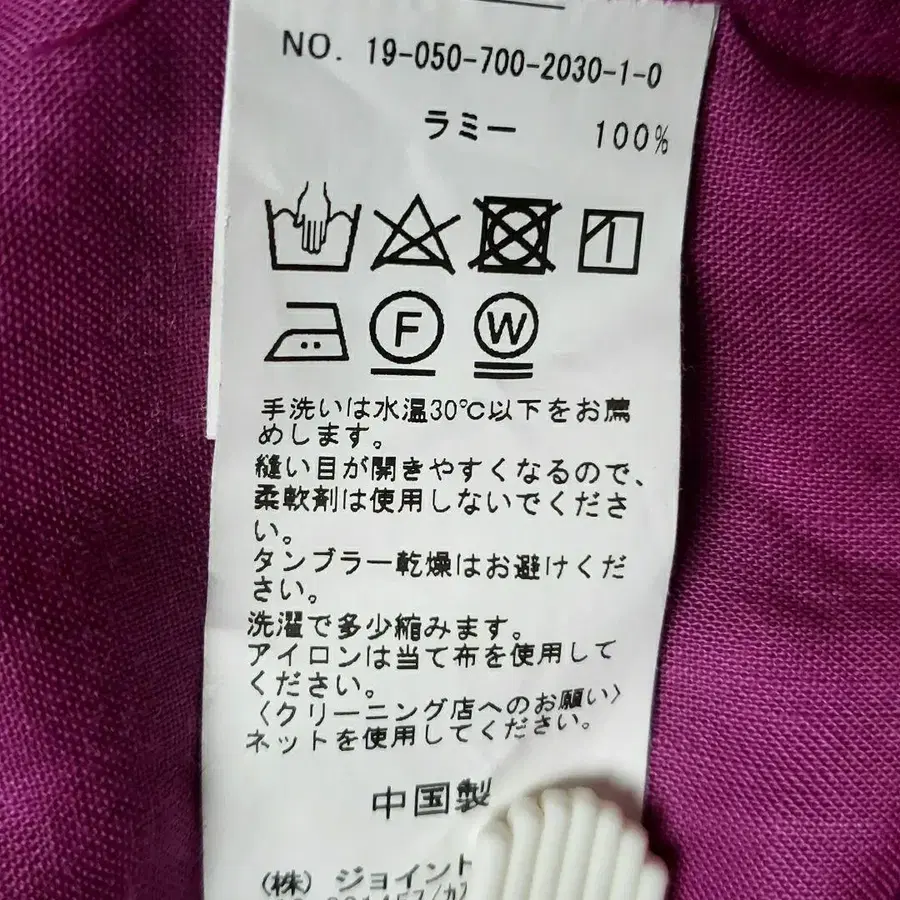 NO. 19-050-700-2030-1-0
ラミー 100%
F W
手洗いは水温30℃以下をお薦
めします。
縫い目が開きやすくなるので、
柔軟剤は使用しないでくださ
い。
タンブラー乾燥はお避けくだ
さい。
洗濯で多少縮みます。
アイロンは当て布を使用して
ください。
〈クリーニング店へのお願い〉
ネットを使用してください。
中国製
(株) ジョイント